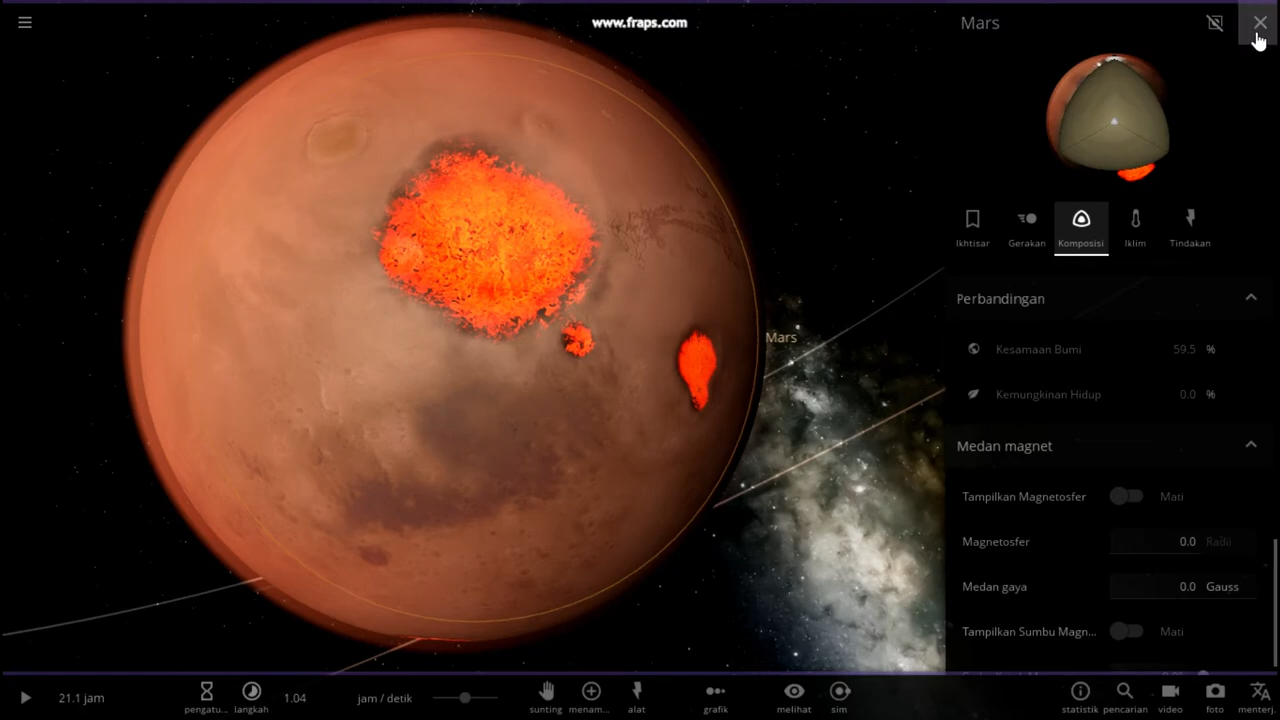 www.fraps.com
Mars
Ikhtisar
Gerakan
Komposisi
Iklim
Tindakan
Perbandingan
Kesamaan Bumi 59.5 %
Kemungkinan Hidup 0.0 %
Mars
Medan magnet
Tampilkan Magnetosfer Mati
Magnetosfer 0.0 Radii
Medan gaya 0.0 Gauss
Tampilkan Sumbu Magn... Mati
21.1 jam
pengatu...
langkah
1.04
jam / detik
sunting
menam...
alat
grafik
melihat
sim
statistik
pencarian
video
foto
menterj